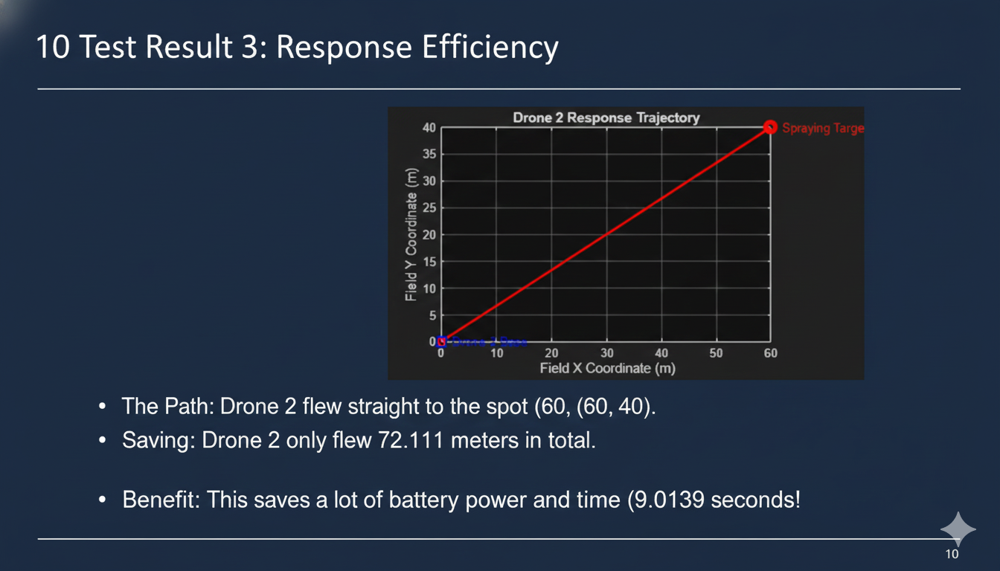 10 Test Result 3: Response Efficiency
Drone 2 Response Trajectory
40
Spraying Targe
35
30
25
20
15
10
5
0
Field Y Coordinate (m)
Drone 2 Base
0 10 20 30 40 50 60
Field X Coordinate (m)
• The Path: Drone 2 flew straight to the spot (60, (60, 40).
• Saving: Drone 2 only flew 72.111 meters in total.
• Benefit: This saves a lot of battery power and time (9.0139 seconds!
10